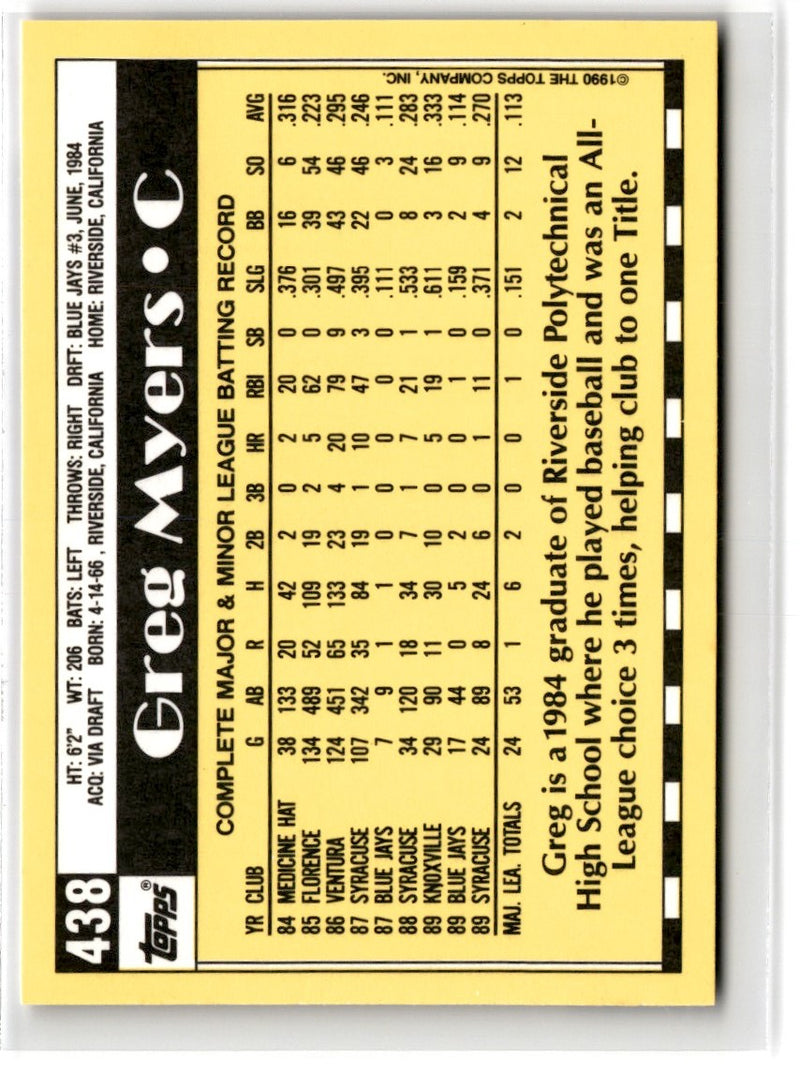 438
HT: 6'2" WT: 206 BATS: LEFT THROWS: RIGHT DRFT: BLUE JAYS #3, JUNE, 1984
ACQ: VIA DRAFT BORN: 4-14-66 , RIVERSIDE, CALIFORNIA HOME: RIVERSIDE, CALIFORNIA
TOPPS®
Greg Myers • C
COMPLETE MAJOR & MINOR LEAGUE BATTING RECORD
YR CLUB G AB R H 2B 3B HR RBI SB SLG BB SO AVG
84 MEDICINE HAT 38 133 20 42 2 0 2 20 0 .376 16 6 .316
85 FLORENCE 134 489 52 109 19 2 5 62 0 .301 39 54 .223
86 VENTURA 124 451 65 133 23 4 20 79 9 .497 43 46 .295
87 SYRACUSE 107 342 35 84 19 1 10 47 3 .395 22 46 .246
87 BLUE JAYS 7 9 1 1 0 0 0 0 0 .111 0 3 .111
88 SYRACUSE 34 120 18 34 7 1 7 21 1 .533 8 24 .283
89 KNOXVILLE 29 90 11 30 10 0 5 19 1 .611 3 16 .333
89 BLUE JAYS 17 44 0 5 2 0 0 1 0 .159 2 9 .114
89 SYRACUSE 24 89 8 24 6 0 1 11 0 .371 4 9 .270
MAJ. LEA. TOTALS 24 53 1 6 2 0 0 1 0 .151 2 12 .113
Greg is a 1984 graduate of Riverside Polytechnical
High School where he played baseball and was an All-
League choice 3 times, helping club to one Title.
©1990 THE TOPPS COMPANY, INC.